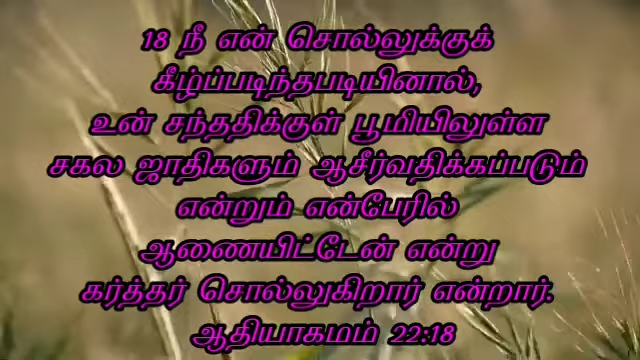 18 நீ என் சொல்லுக்குக்
கீழ்ப்படிந்தபடியினால்,
உன் சந்ததிக்குள் பூமியிலுள்ள
சகல ஜாதிகளும் ஆசீர்வதிக்கப்படும்
என்றும் என்பேரில்
ஆணையிட்டேன் என்று
கர்த்தர் சொல்லுகிறார் என்றார்.
ஆதியாகமம் 22:18